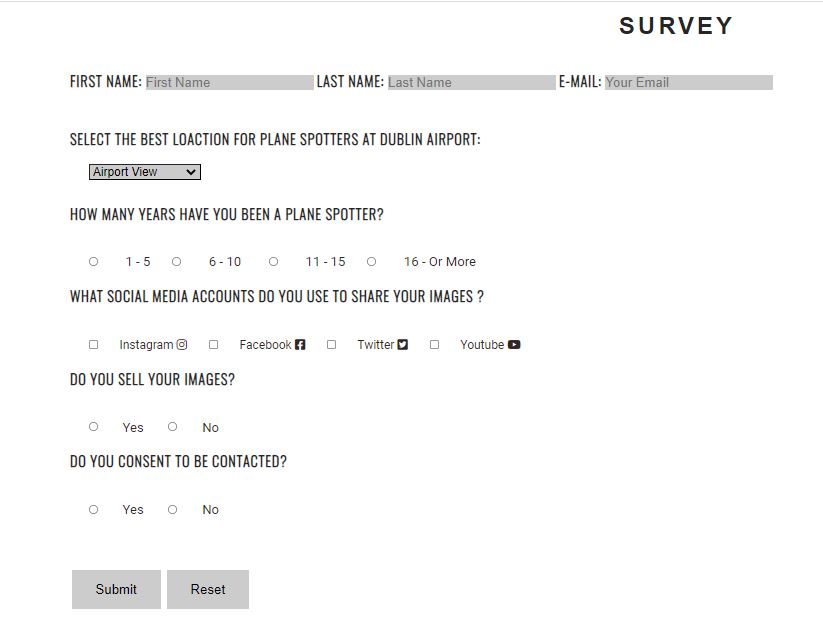 SURVEY
FIRST NAME: First Name LAST NAME: Last Name E-MAIL: Your Email
SELECT THE BEST LOACTION FOR PLANE SPOTTERS AT DUBLIN AIRPORT:
Airport View
HOW MANY YEARS HAVE YOU BEEN A PLANE SPOTTER?
1 - 5 6 - 10 11 - 15 16 - Or More
WHAT SOCIAL MEDIA ACCOUNTS DO YOU USE TO SHARE YOUR IMAGES ?
Instagram Facebook Twitter Youtube
DO YOU SELL YOUR IMAGES?
Yes No
DO YOU CONSENT TO BE CONTACTED?
Yes No
Submit Reset